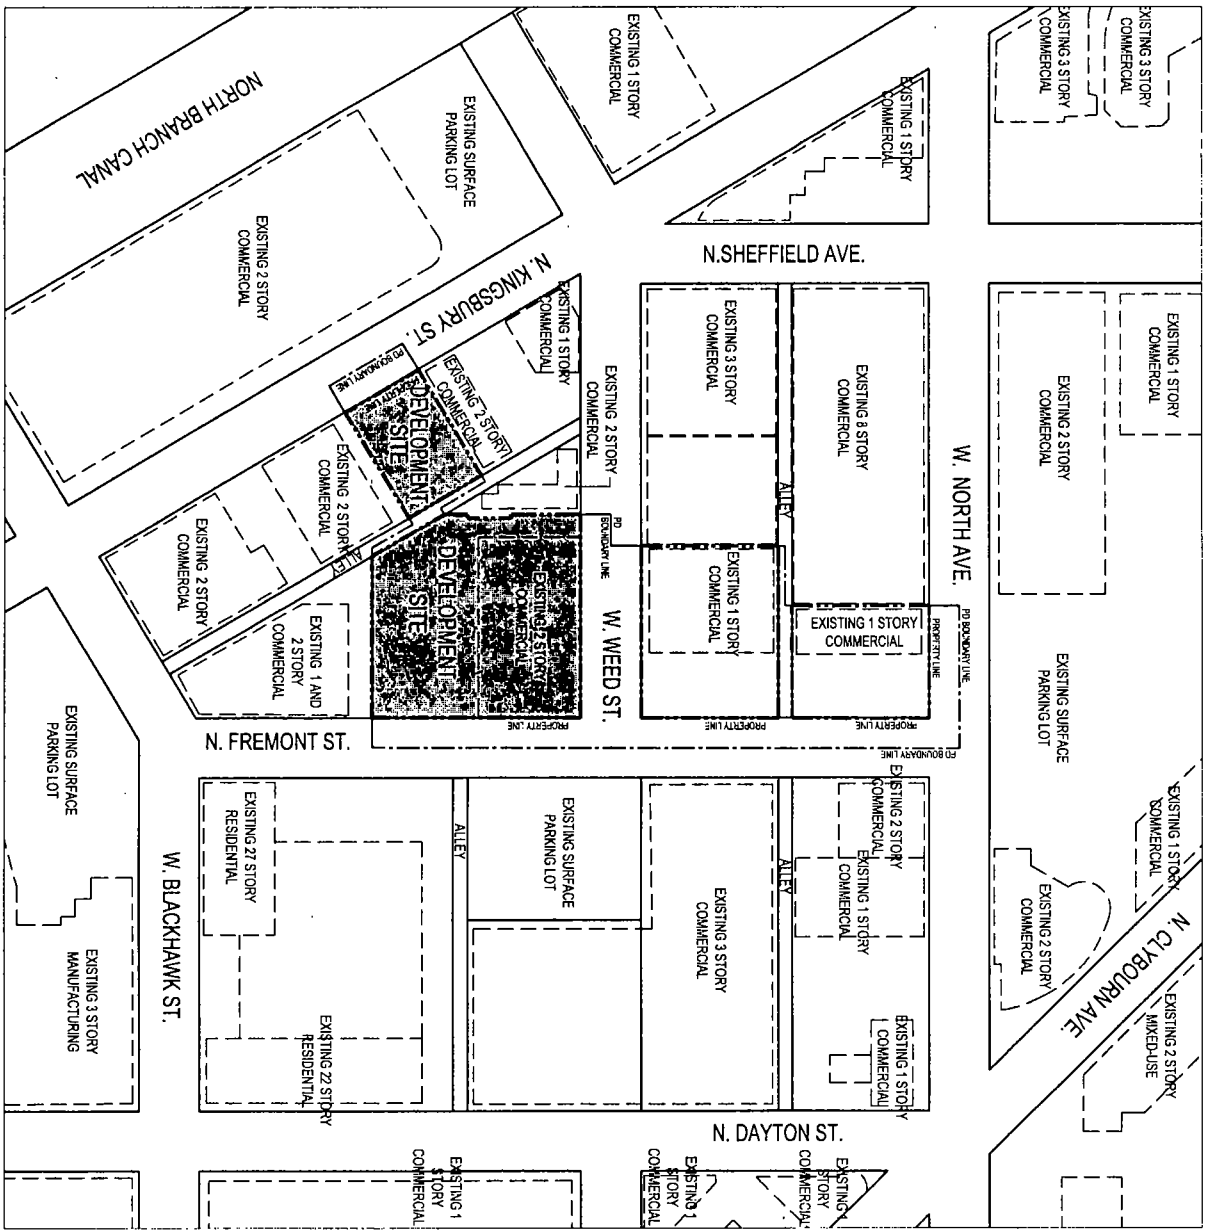 EXISTING 1 STORY
COMMERCIAL
EXISTING 3 STORY
COMMERCIAL
EXISTING 3 STORY
COMMERCIAL
NORTH BRANCH CANAL
EXISTING SURFACE
PARKING LOT
EXISTING 1 STORY
COMMERCIAL
EXISTING 2 STORY
COMMERCIAL
N. KINGSBURY ST.
N.SHEFFIELD AVE.
EXISTING 1 STORY
COMMERCIAL
EXISTING 3 STORY
COMMERCIAL
EXISTING 8 STORY
COMMERCIAL
EXISTING 2 STORY
COMMERCIAL
EXISTING 1 STORY
COMMERCIAL
PD BOUNDARY LINE
PROPERTY LINE
DEVELOPMENT
SITE
EXISTING 2 STORY
COMMERCIAL
EXISTING 2 STORY
COMMERCIAL
EXISTING 2 STORY
COMMERCIAL
EXISTING 2 STORY
COMMERCIAL
ALLEY
ALLEY
W. NORTH AVE.
PD
BOUNDARY LINE
DEVELOPMENT
SITE
EXISTING 2 STORY
COMMERCIAL
W. WEED ST.
EXISTING 1 STORY
COMMERCIAL
EXISTING 1 STORY
COMMERCIAL
PROPERTY LINE
PD BOUNDARY LINE
EXISTING 1 AND
2 STORY
COMMERCIAL
EXISTING SURFACE
PARKING LOT
EXISTING SURFACE
PARKING LOT
N. FREMONT ST.
PROPERTY LINE
PROPERTY LINE
PROPERTY LINE
PD BOUNDARY LINE
EXISTING 27 STORY
RESIDENTIAL
ALLEY
EXISTING SURFACE
PARKING LOT
EXISTING 3 STORY
COMMERCIAL
ALLEY
EXISTING 2 STORY
COMMERCIAL
EXISTING 1 STORY
COMMERCIAL
EXISTING 1 STORY
COMMERCIAL
EXISTING 2 STORY
COMMERCIAL
N. CLYBOURN AVE.
W. BLACKHAWK ST.
EXISTING 3 STORY
MANUFACTURING
EXISTING 22 STORY
RESIDENTIAL
EXISTING 1 STORY
COMMERCIAL
EXISTING 2 STORY
MIXED-USE
N. DAYTON ST.
EXISTING 1
STORY
COMMERCIAL
EXISTING 1
STORY
COMMERCIAL
EXISTING 1
STORY
COMMERCIAL